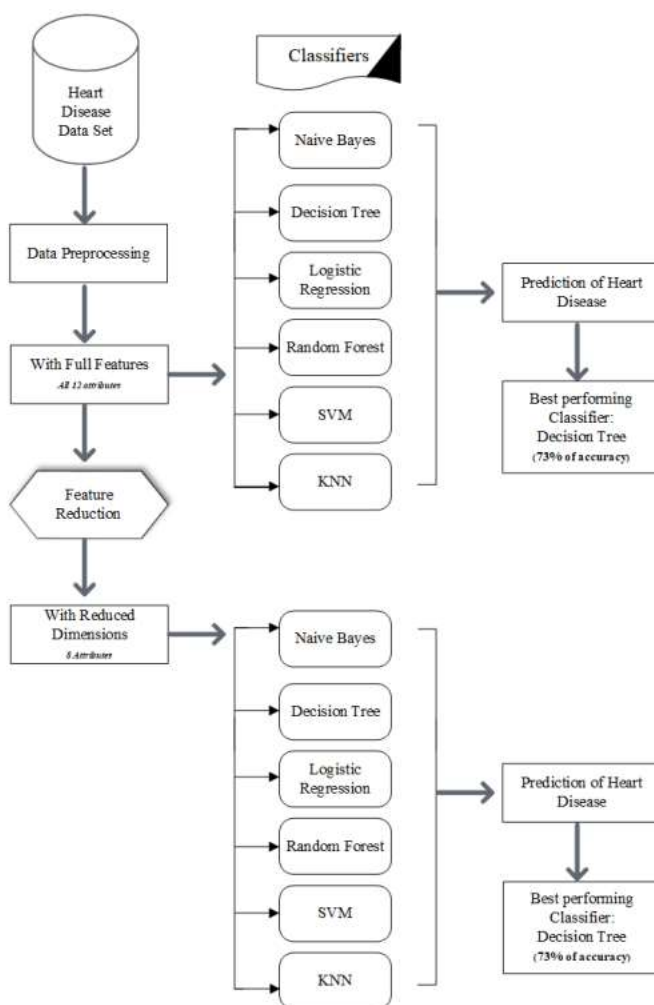 Heart
Disease
Data Set
Data Preprocessing
With Full Features
All 12 attributes
Feature
Reduction
With Reduced
Dimensions
8 Attributes
Classifiers
Naive Bayes
Decision Tree
Logistic
Regression
Random Forest
SVM
KNN
Prediction of Heart
Disease
Best performing
Classifier:
Decision Tree
(73% of accuracy)
Naive Bayes
Decision Tree
Logistic
Regression
Random Forest
SVM
KNN
Prediction of Heart
Disease
Best performing
Classifier:
Decision Tree
(73% of accuracy)